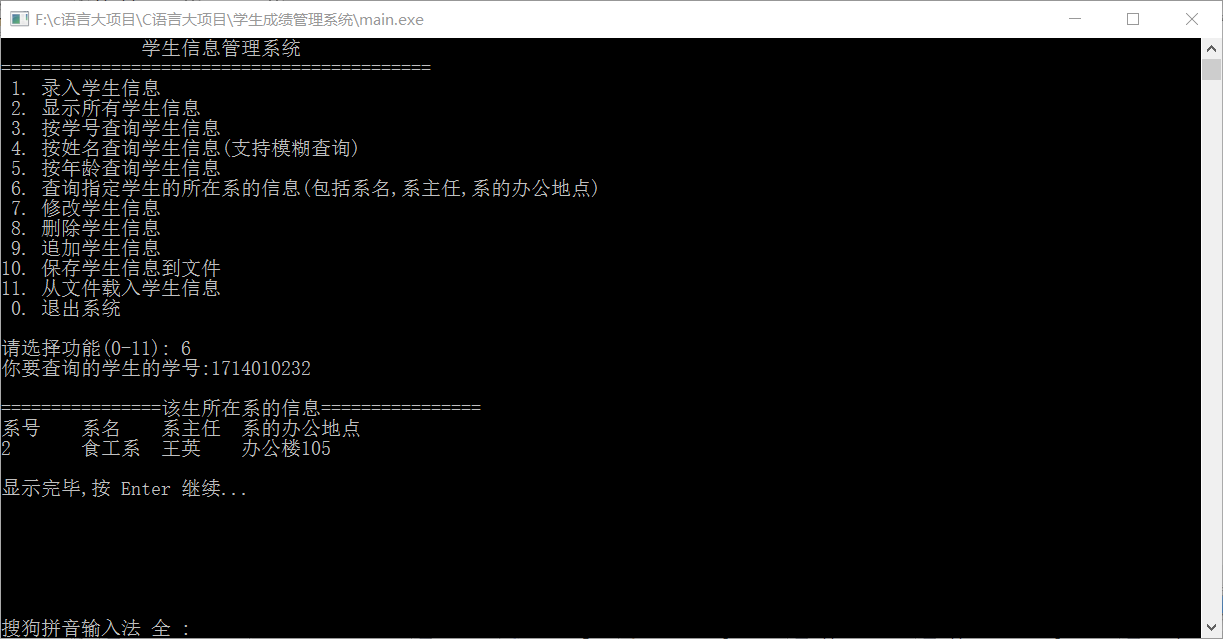 F:\c语言大项目\C语言大项目\学生成绩管理系统\main.exe
学生信息管理系统
===========================================
1. 录入学生信息
2. 显示所有学生信息
3. 按学号查询学生信息
4. 按姓名查询学生信息(支持模糊查询)
5. 按年龄查询学生信息
6. 查询指定学生的所在系的信息(包括系名,系主任,系的办公地点)
7. 修改学生信息
8. 删除学生信息
9. 追加学生信息
10. 保存学生信息到文件
11. 从文件载入学生信息
0. 退出系统
请选择功能(0-11): 6
你要查询的学生的学号:1714010232
================该生所在系的信息================
系号 系名 系主任 系的办公地点
2 食工系 王英 办公楼105
显示完毕,按 Enter 继续...
搜狗拼音输入法 全 :